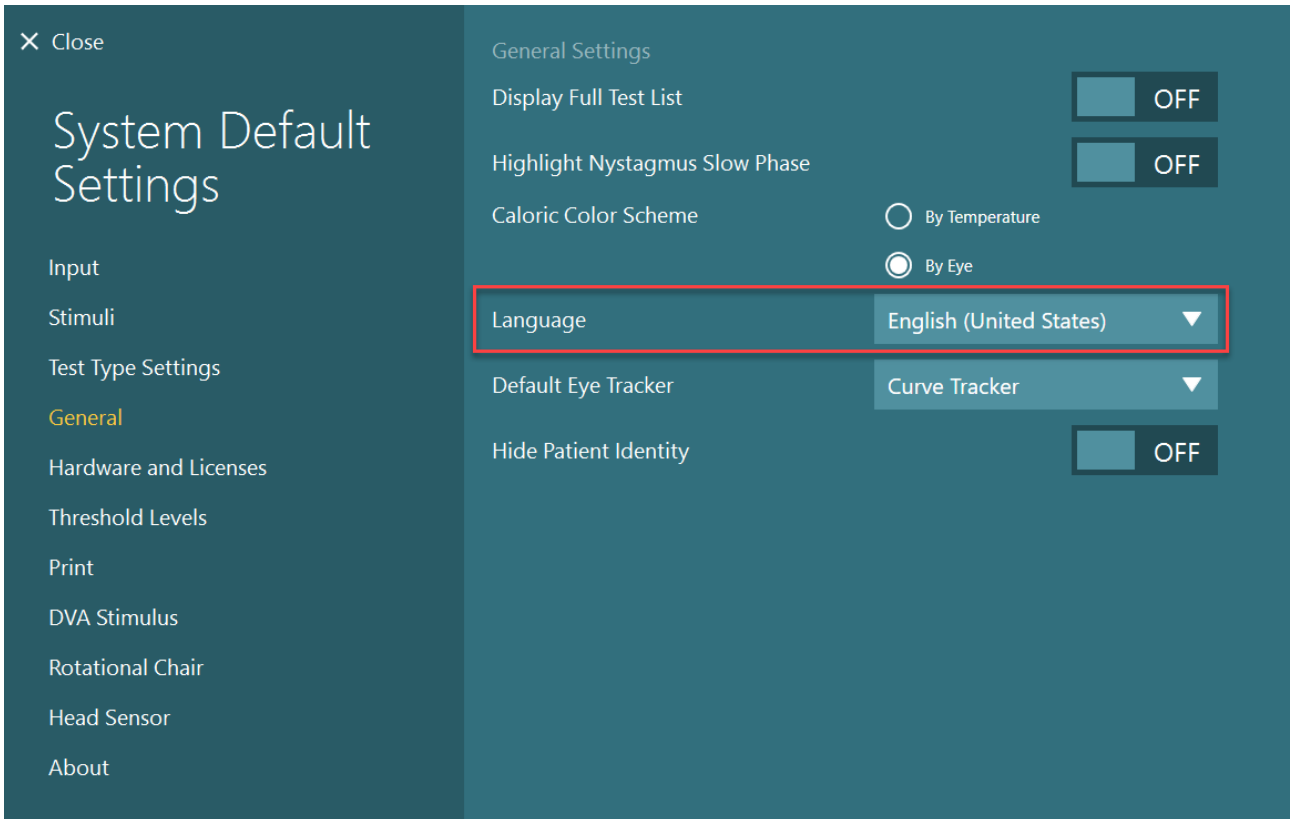 Close
System Default
Settings
Input
Stimuli
Test Type Settings
General
Hardware and Licenses
Threshold Levels
Print
DVA Stimulus
Rotational Chair
Head Sensor
About
General Settings
Display Full Test List OFF
Highlight Nystagmus Slow Phase OFF
Caloric Color Scheme By Temperature
By Eye
Language English (United States)
Default Eye Tracker Curve Tracker
Hide Patient Identity OFF